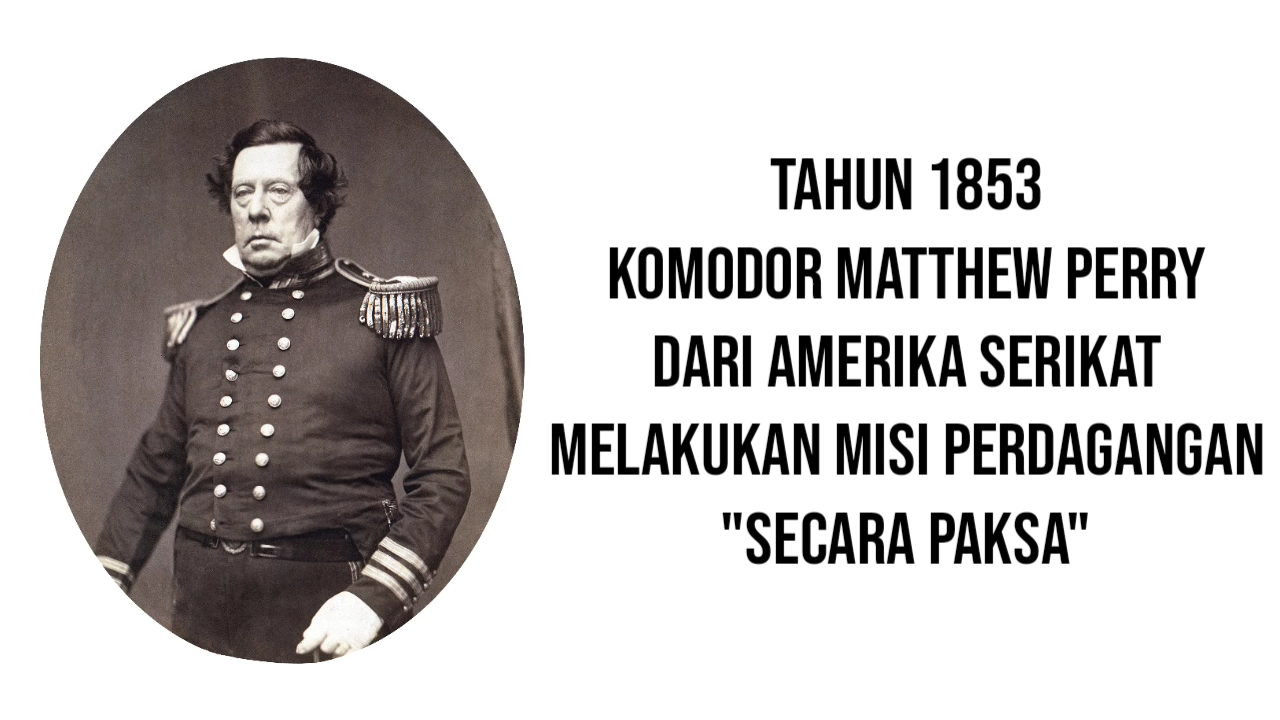 TAHUN 1853
KOMODOR MATTHEW PERRY
DARI AMERIKA SERIKAT
MELAKUKAN MISI PERDAGANGAN
"SECARA PAKSA"